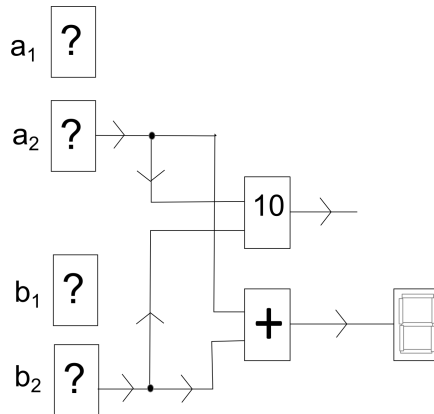 a₁ ?
a₂ ?
10
b₁ ?
+
b₂ ?